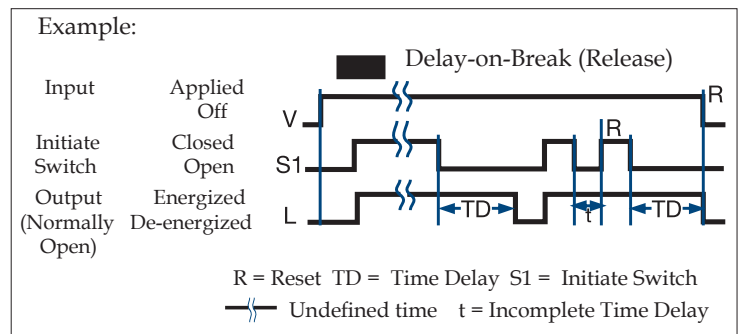 Example:
Delay-on-Break (Release)
Input Applied
Off
V
R
Initiate Closed
Switch Open
S1
R
Output Energized
(Normally De-energized
Open)
L
TD
t
TD
R = Reset TD = Time Delay S1 = Initiate Switch
Undefined time t = Incomplete Time Delay